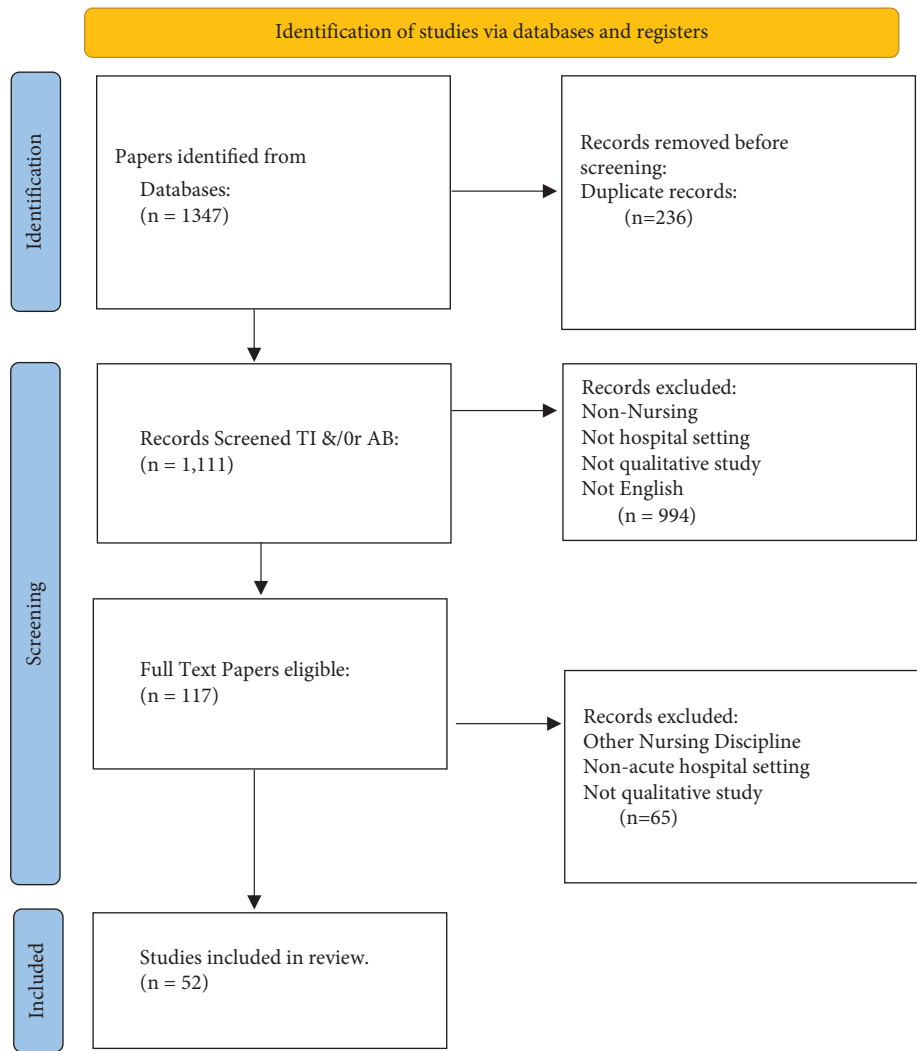 Identification of studies via databases and registers
Identification
Papers identified from
Databases:
(n = 1347)
Records removed before
screening:
Duplicate records:
(n=236)
Screening
Records Screened TI &/0r AB:
(n = 1,111)
Records excluded:
Non-Nursing
Not hospital setting
Not qualitative study
Not English
(n = 994)
Full Text Papers eligible:
(n = 117)
Records excluded:
Other Nursing Discipline
Non-acute hospital setting
Not qualitative study
(n=65)
Included
Studies included in review.
(n = 52)